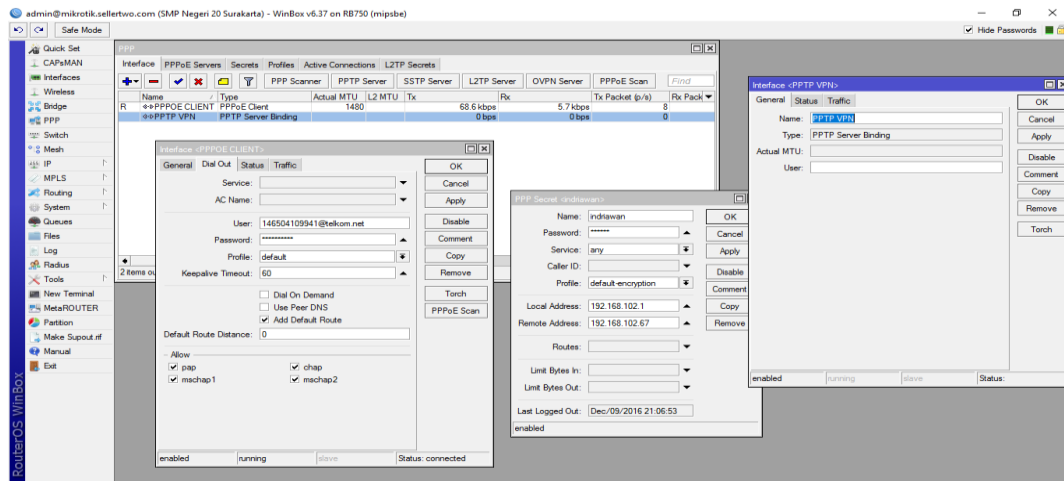 admin@mikrotik.sellertwo.com (SMP Negeri 20 Surakarta) - WinBox v6.37 on RB750 (mipsbe)
Safe Mode
Hide Passwords
Quick Set
CAPsMAN
Interfaces
Wireless
Bridge
PPP
Switch
Mesh
IP
MPLS
Routing
System
Queues
Files
Log
Radius
Tools
New Terminal
MetaROUTER
Partition
Make Supout.rif
Manual
Exit
RouterOS WinBox
PPP
Interface PPPoE Servers Secrets Profiles Active Connections L2TP Secrets
PPP Scanner PPTP Server SSTP Server L2TP Server OVPN Server PPPoE Scan Find
Name / Type Actual MTU L2 MTU Tx Rx Tx Packet (p/s) Rx Pack
R PPPOE CLIENT PPPoE Client 1480 68.6 kbps 5.7 kbps 8
PPTP VPN PPTP Server Binding 0 bps 0 bps 0
2 items ou
Interface <PPPOE CLIENT>
General Dial Out Status Traffic
Service:
AC Name:
User: 146504109941@telkom.net
Password: **********
Profile: default
Keepalive Timeout: 60
Dial On Demand
Use Peer DNS
Add Default Route
Default Route Distance: 0
Allow
pap chap
mschap1 mschap2
OK
Cancel
Apply
Disable
Comment
Copy
Remove
Torch
PPPoE Scan
enabled running slave Status: connected
PPP Secret <indriawan>
Name: indriawan
Password: ******
Service: any
Caller ID:
Profile: default-encryption
Local Address: 192.168.102.1
Remote Address: 192.168.102.67
Routes:
Limit Bytes In:
Limit Bytes Out:
Last Logged Out: Dec/09/2016 21:06:53
enabled
OK
Cancel
Apply
Disable
Comment
Copy
Remove
Interface <PPTP VPN>
General Status Traffic
Name: PPTP VPN
Type: PPTP Server Binding
Actual MTU:
User:
OK
Cancel
Apply
Disable
Comment
Copy
Remove
Torch
enabled running slave Status: